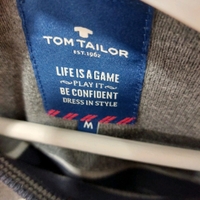 TOM TAILOR
EST.1962
LIFE IS A GAME
PLAY IT
BE CONFIDENT
DRESS IN STYLE
M